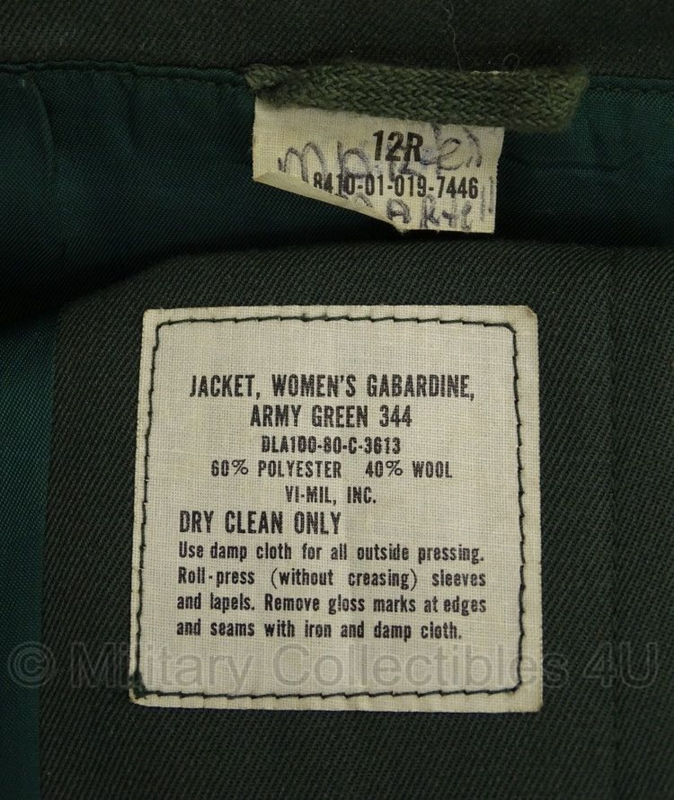 12R
8410-01-019-7446
JACKET, WOMEN'S GABARDINE,
ARMY GREEN 344
DLA100-80-C-3613
60% POLYESTER 40% WOOL
VI-MIL, INC.
DRY CLEAN ONLY
Use damp cloth for all outside pressing.
Roll-press (without creasing) sleeves
and lapels. Remove gloss marks at edges
and seams with iron and damp cloth.
© Military Collectibles 4U